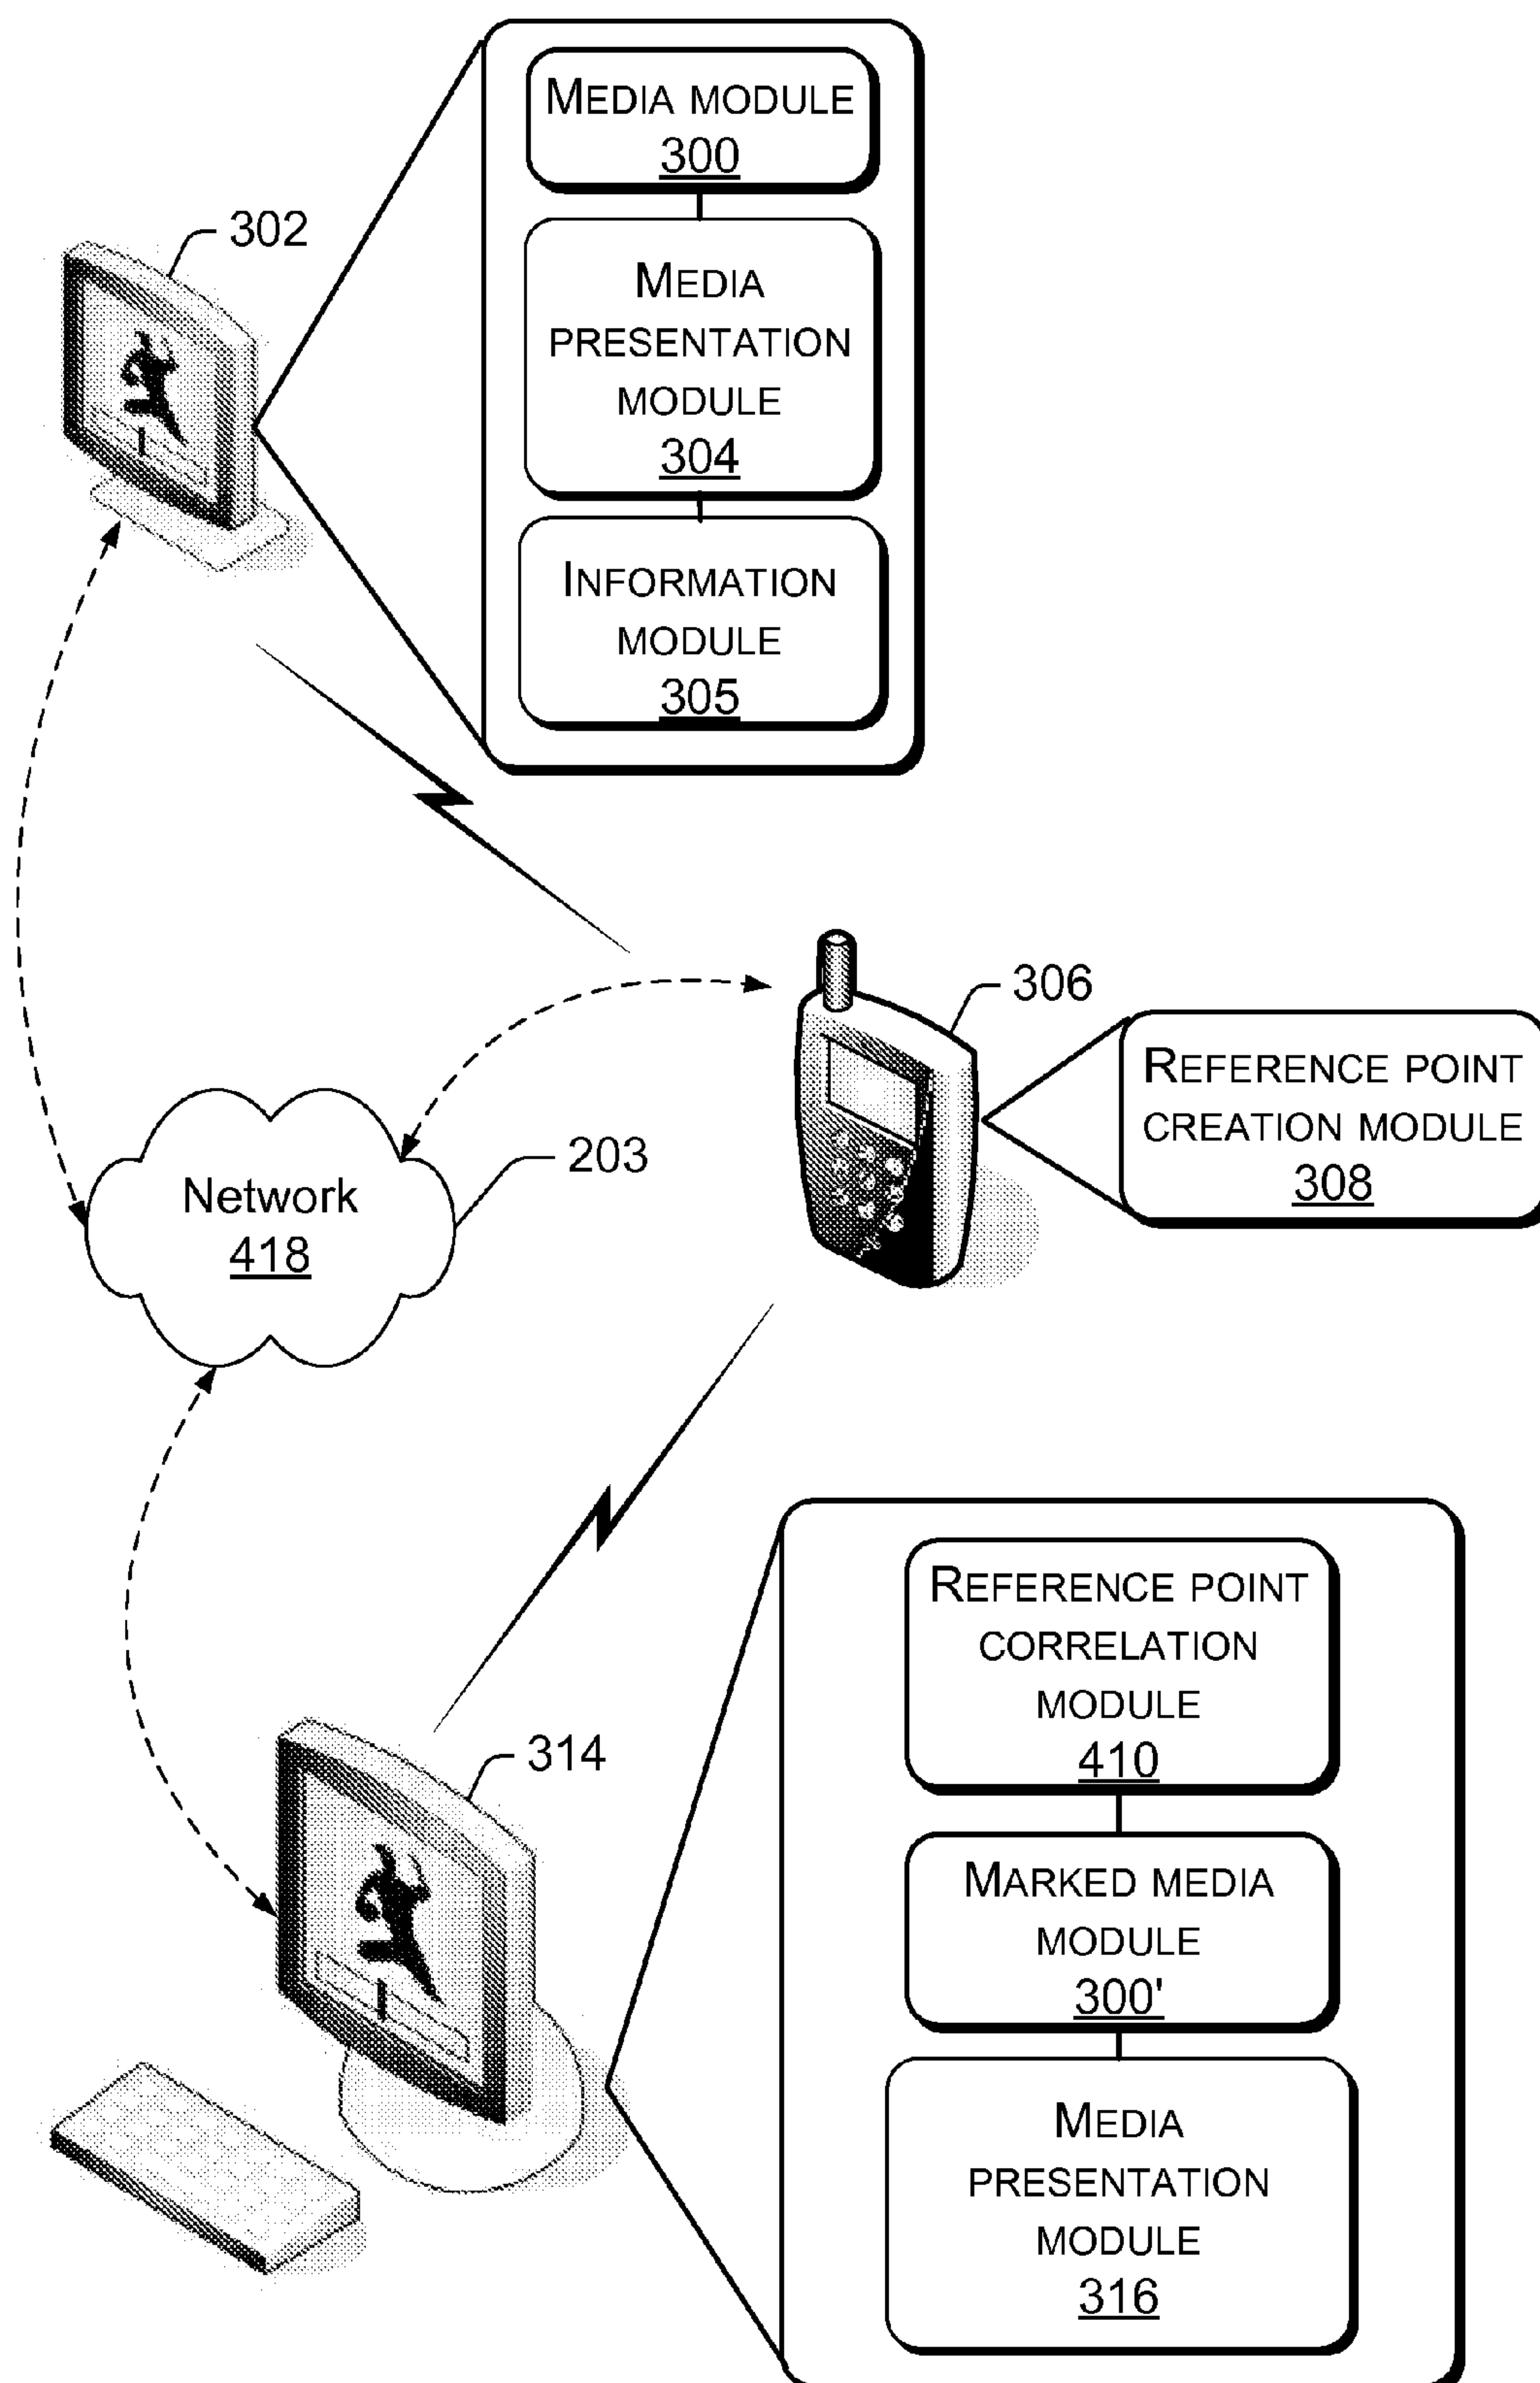 MEDIA MODULE
300
302
MEDIA
PRESENTATION
MODULE
304
INFORMATION
MODULE
305
306
REFERENCE POINT
CREATION MODULE
308
203
Network
418
REFERENCE POINT
CORRELATION
MODULE
410
314
MARKED MEDIA
MODULE
300'
MEDIA
PRESENTATION
MODULE
316